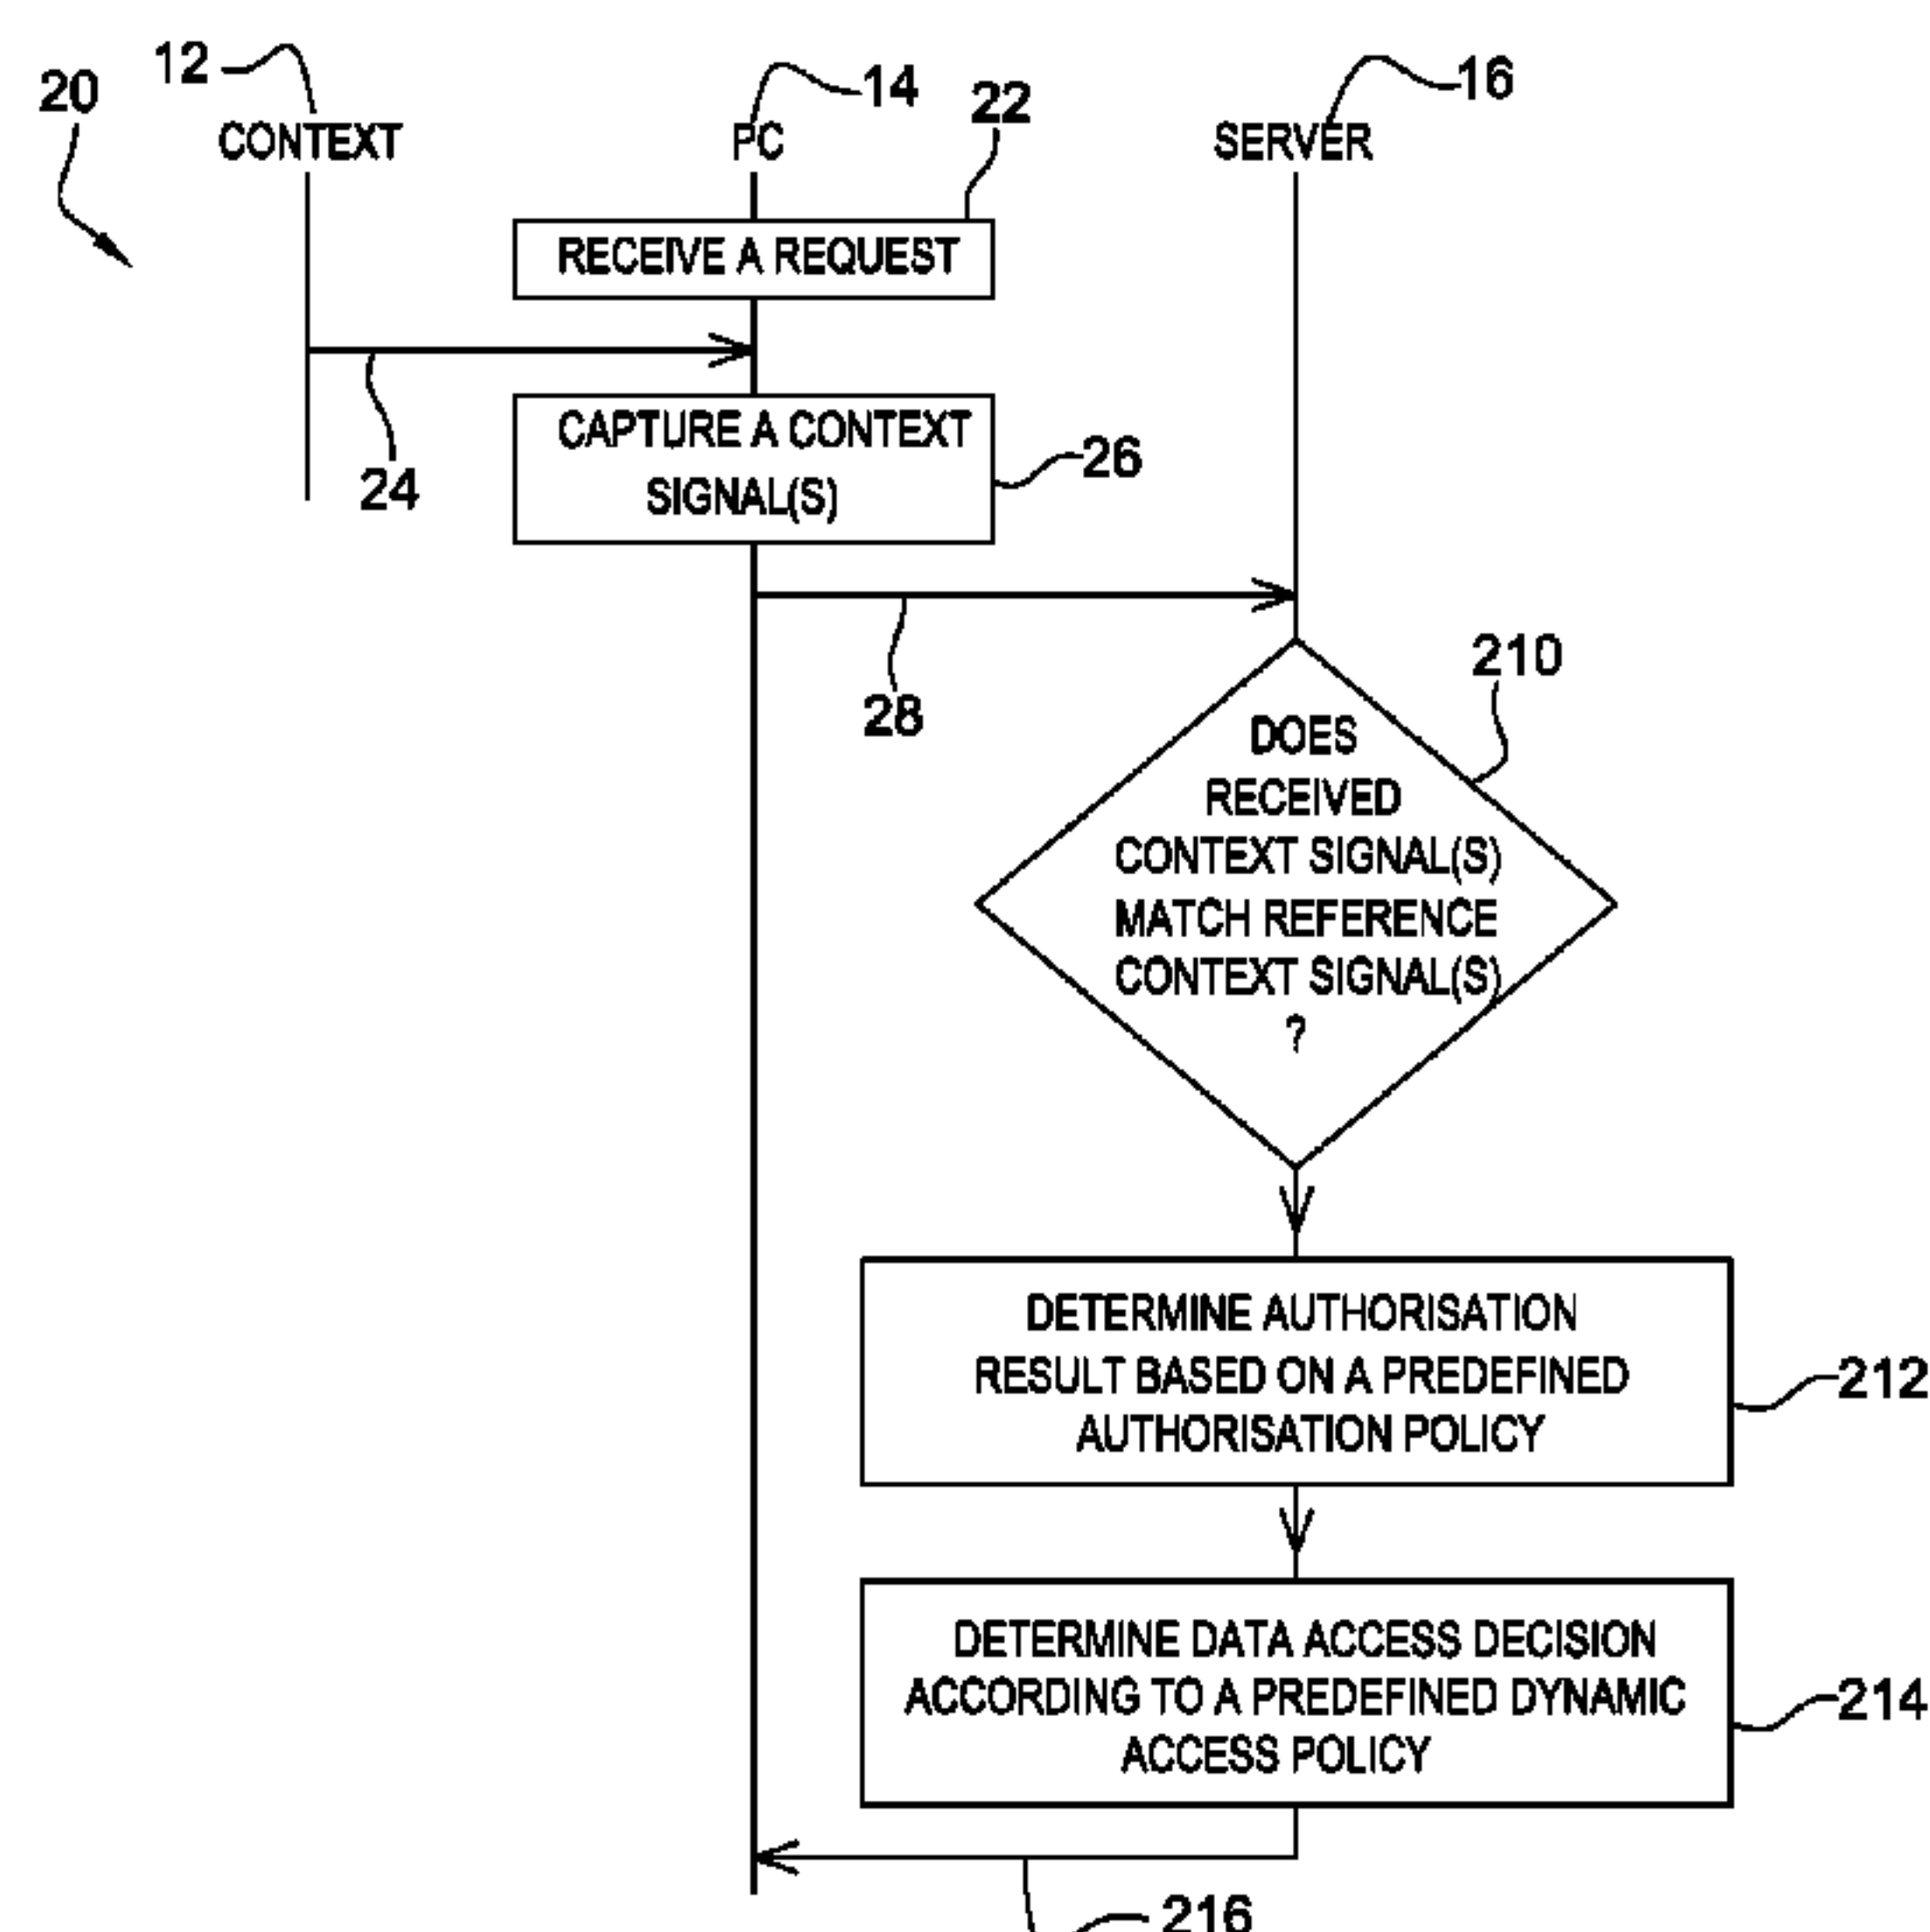 20
12
14
22
16
CONTEXT
PC
SERVER
RECEIVE A REQUEST
24
CAPTURE A CONTEXT
SIGNAL(S)
26
28
210
DOES
RECEIVED
CONTEXT SIGNAL(S)
MATCH REFERENCE
CONTEXT SIGNAL(S)
?
DETERMINE AUTHORISATION
RESULT BASED ON A PREDEFINED
AUTHORISATION POLICY
212
DETERMINE DATA ACCESS DECISION
ACCORDING TO A PREDEFINED DYNAMIC
ACCESS POLICY
214
216